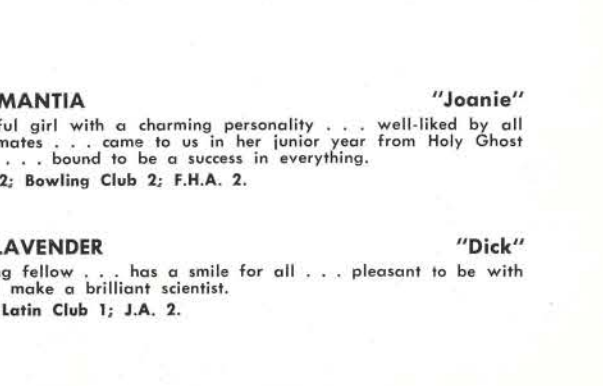 MANTIA "Joanie"
ful girl with a charming personality . . . well-liked by all
mates . . . came to us in her junior year from Holy Ghost
. . . bound to be a success in everything.
2; Bowling Club 2; F.H.A. 2.
LAVENDER "Dick"
g fellow . . . has a smile for all . . . pleasant to be with
make a brilliant scientist.
Latin Club 1; J.A. 2.